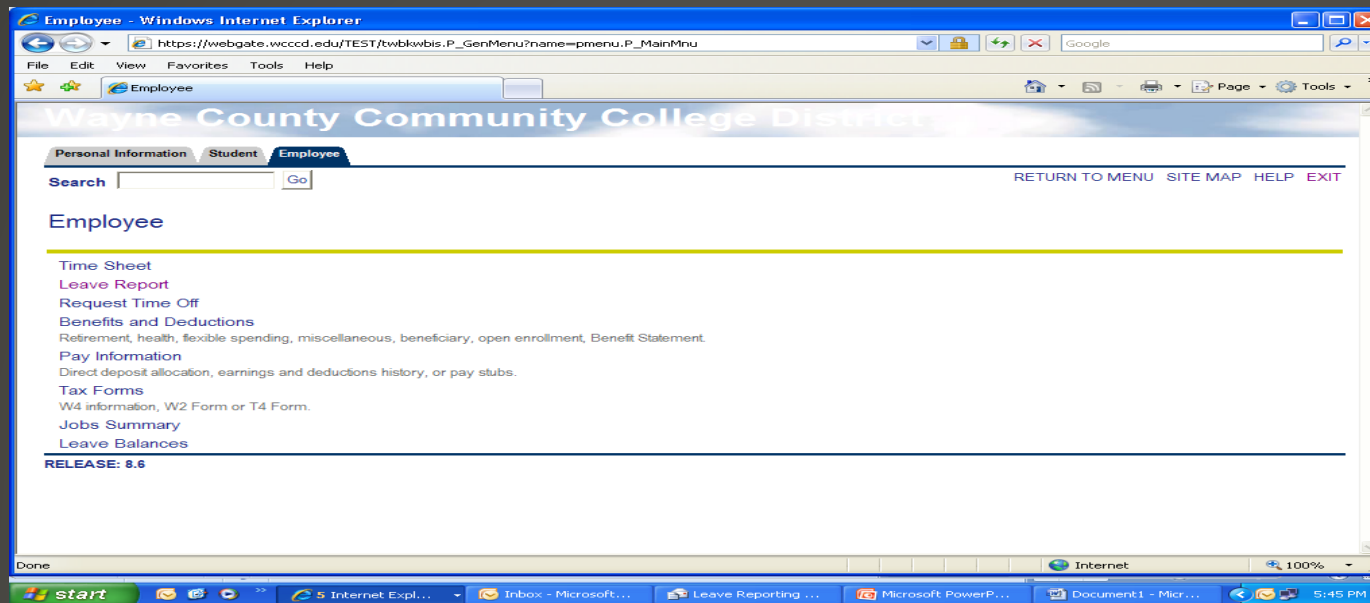 Employee - Windows Internet Explorer
https://webgate.wcccd.edu/TEST/twbkwbis.P_GenMenu?name=pmenu.P_MainMnu
Google
File Edit View Favorites Tools Help
Employee
Page Tools
Wayne County Community College District
Personal Information Student Employee
Search Go
RETURN TO MENU SITE MAP HELP EXIT
Employee
Time Sheet
Leave Report
Request Time Off
Benefits and Deductions
Retirement, health, flexible spending, miscellaneous, beneficiary, open enrollment, Benefit Statement.
Pay Information
Direct deposit allocation, earnings and deductions history, or pay stubs.
Tax Forms
W4 information, W2 Form or T4 Form.
Jobs Summary
Leave Balances
RELEASE: 8.6
Done Internet 100%
start 5 Internet Expl... Inbox - Microsoft... Leave Reporting ... Microsoft PowerP... Document1 - Micr... 5:45 PM